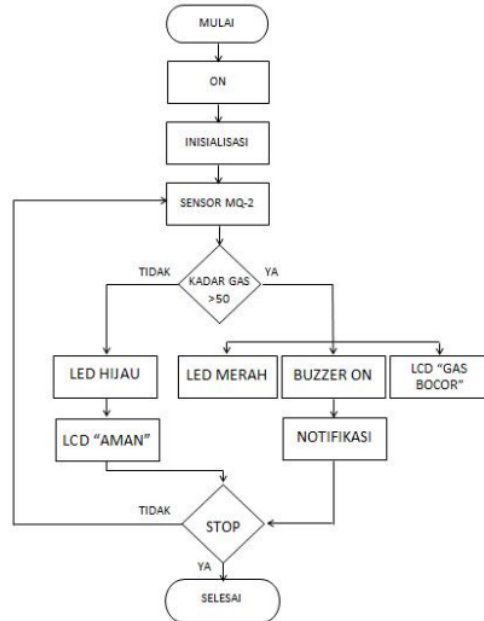 MULAI
ON
INISIALISASI
SENSOR MQ-2
TIDAK
YA
KADAR GAS
>50
LED HIJAU
LED MERAH
BUZZER ON
LCD "GAS
BOCOR"
LCD "AMAN"
NOTIFIKASI
TIDAK
STOP
YA
SELESAI